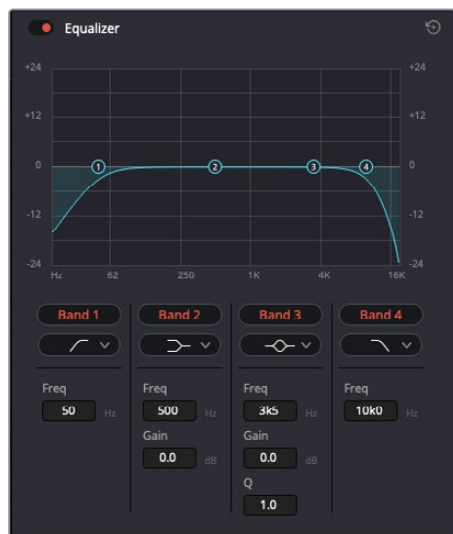 Equalizer
+24 +24
+12 +12
1 2 3 4
0 0
-12 -12
-24 -24
Hz 62 250 1K 4K 16K
Band 1 Band 2 Band 3 Band 4
Freq Freq Freq Freq
50 Hz 500 Hz 3k5 Hz 10k0 Hz
Gain Gain
0.0 dB 0.0 dB
Q
1.0